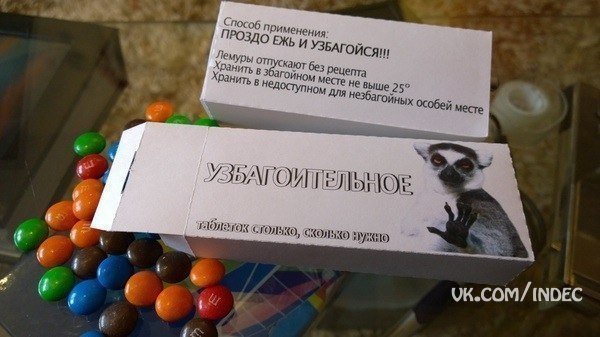 Способ применения:
ПРОЗДО ЕЖЬ И УЗБАГОЙСЯ!!!
Лемуры отпускают без рецепта
Хранить в збагойном месте не выше 25°
Хранить в недоступном для незбагойных особей месте
УЗБАГОИТЕЛЬНОЕ
таблеток столько, сколько нужно
VK.COM/INDEC